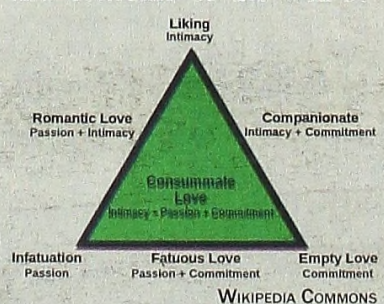 Liking
Intimacy
Romantic Love
Passion + Intimacy
Companionate
Intimacy + Commitment
Consummate
Love
Intimacy + Passion + Commitment
Infatuation
Passion
Fatuous Love
Passion + Commitment
Empty Love
Commitment
WIKIPEDIA COMMONS